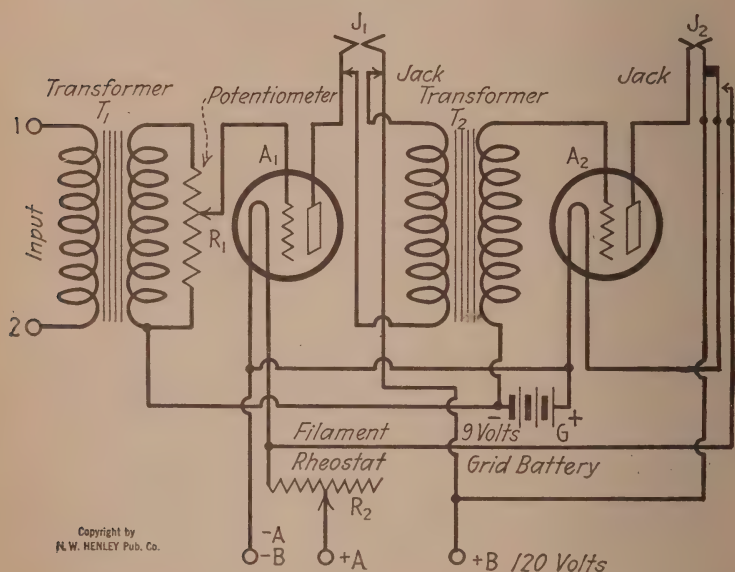 J₁
J₂
Jack
Jack
Transformer
T₁
Potentiometer
Transformer
T₂
1
A₁
A₂
Input
R₁
2
- G +
Filament
9 Volts
Rheostat
Grid Battery
R₂
Copyright by
N. W. HENLEY Pub. Co.
-A
-B
+A
+B 120 Volts